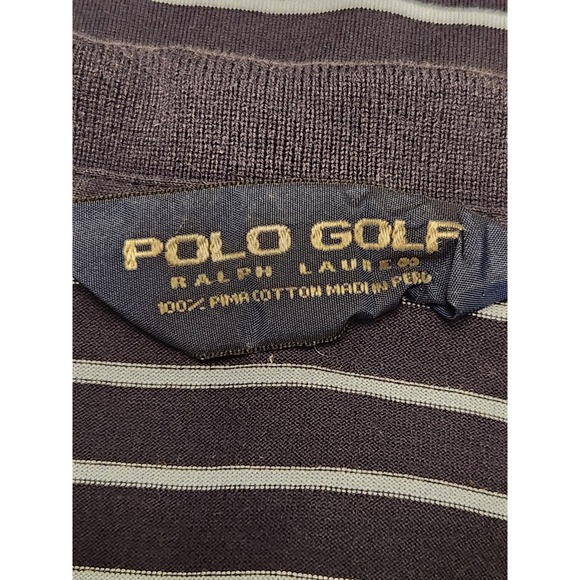 POLO GOLF
RALPH LAUREN
100% PIMA COTTON MADE IN PERU